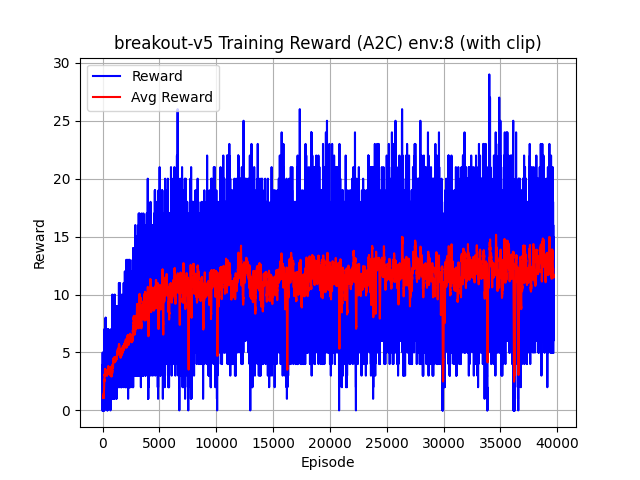 breakout-v5 Training Reward (A2C) env:8 (with clip)
Reward
Avg Reward
30
25
20
15
10
5
0
Reward
0 5000 10000 15000 20000 25000 30000 35000 40000
Episode